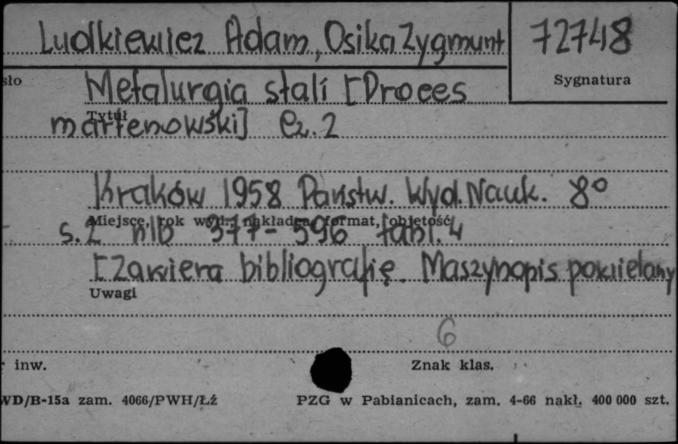 Ludkiewicz Adam, Osika Zygmunt 72748
sło Sygnatura
Metalurgia stali [Proces
Tytuł
martenowski] Cz. 2
Kraków 1958 Państw. Wyd. Nauk. 8°
Miejsce, rok wyd., nakładca, format, objętość
s. 2 nlb 377-596 tabl. 4
[Zawiera bibliografię. Maszynopis powielany
Uwagi
6
r inw. Znak klas.
WD/B-15a zam. 4066/PWH/Łź PZG w Pabianicach, zam. 4-66 nakł. 400 000 szt.